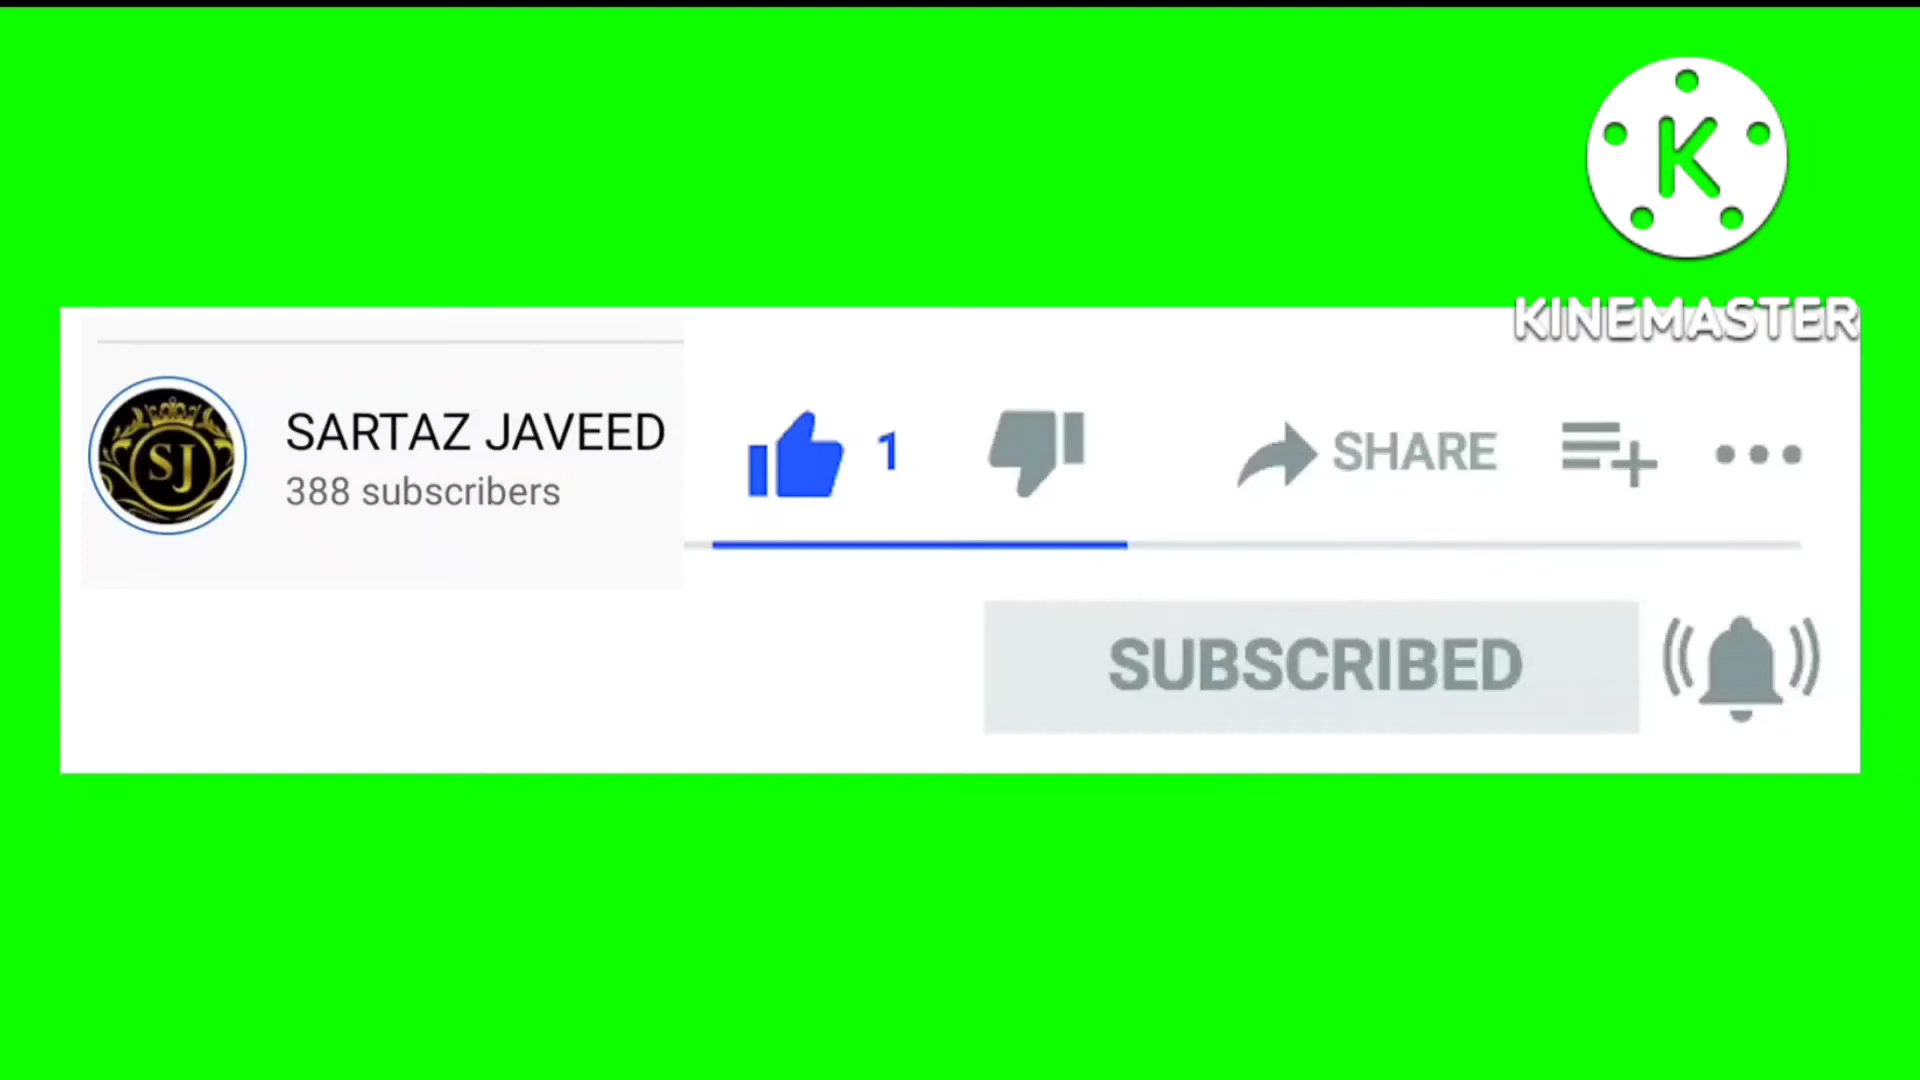 K
KINEMASTER
SJ
SARTAZ JAVEED
388 subscribers
1
SHARE
SUBSCRIBED